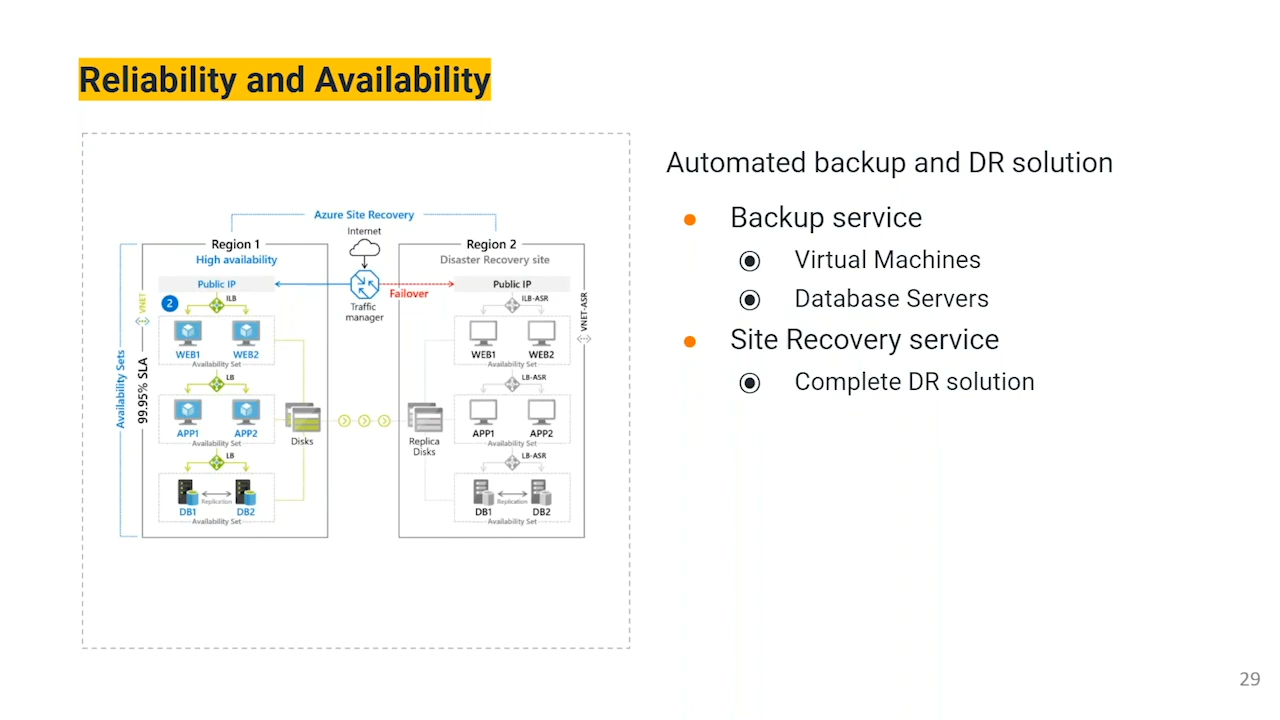 Reliability and Availability
Automated backup and DR solution
Backup service
Virtual Machines
Database Servers
Site Recovery service
Complete DR solution
Azure Site Recovery
Internet
Region 1
High availability
Region 2
Disaster Recovery site
Public IP
Public IP
Failover
Traffic
manager
2
VNET
ILB
ILB-ASR
VNET-ASR
WEB1 WEB2
Availability Set
WEB1 WEB2
Availability Set
Availability Sets
99.95% SLA
LB
LB-ASR
APP1 APP2
Availability Set
Disks
Replica
Disks
APP1 APP2
Availability Set
LB
LB-ASR
Replication
DB1 DB2
Availability Set
Replication
DB1 DB2
Availability Set
29